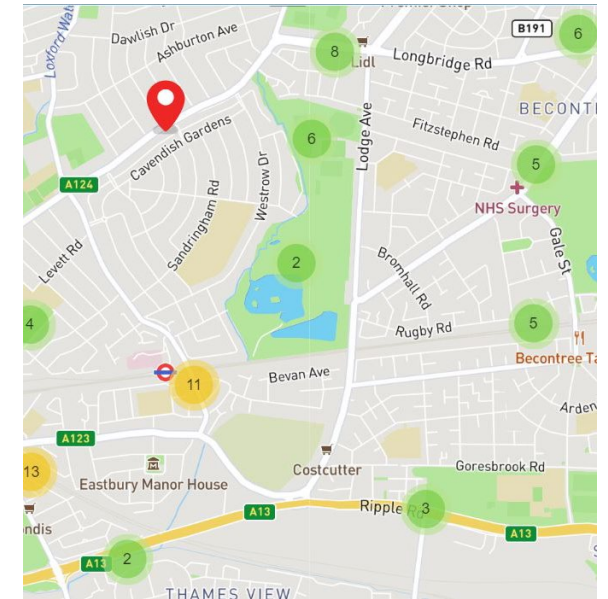 Dawlish Dr
Ashburton Ave
8
Lidl
Longbridge Rd
B191
6
Loxford Wat
BECONT
Cavendish Gardens
6
Lodge Ave
Fitzstephen Rd
5
A124
NHS Surgery
Westrow Dr
Sandringham Rd
Gale St
Levett Rd
2
Bromhall Rd
4
Rugby Rd
5
Becontree Ta
11
Bevan Ave
Arden
A123
13
Eastbury Manor House
Costcutter
Goresbrook Rd
ndis
A13
Ripple
3
A13
A13
2
THAMES VIEW